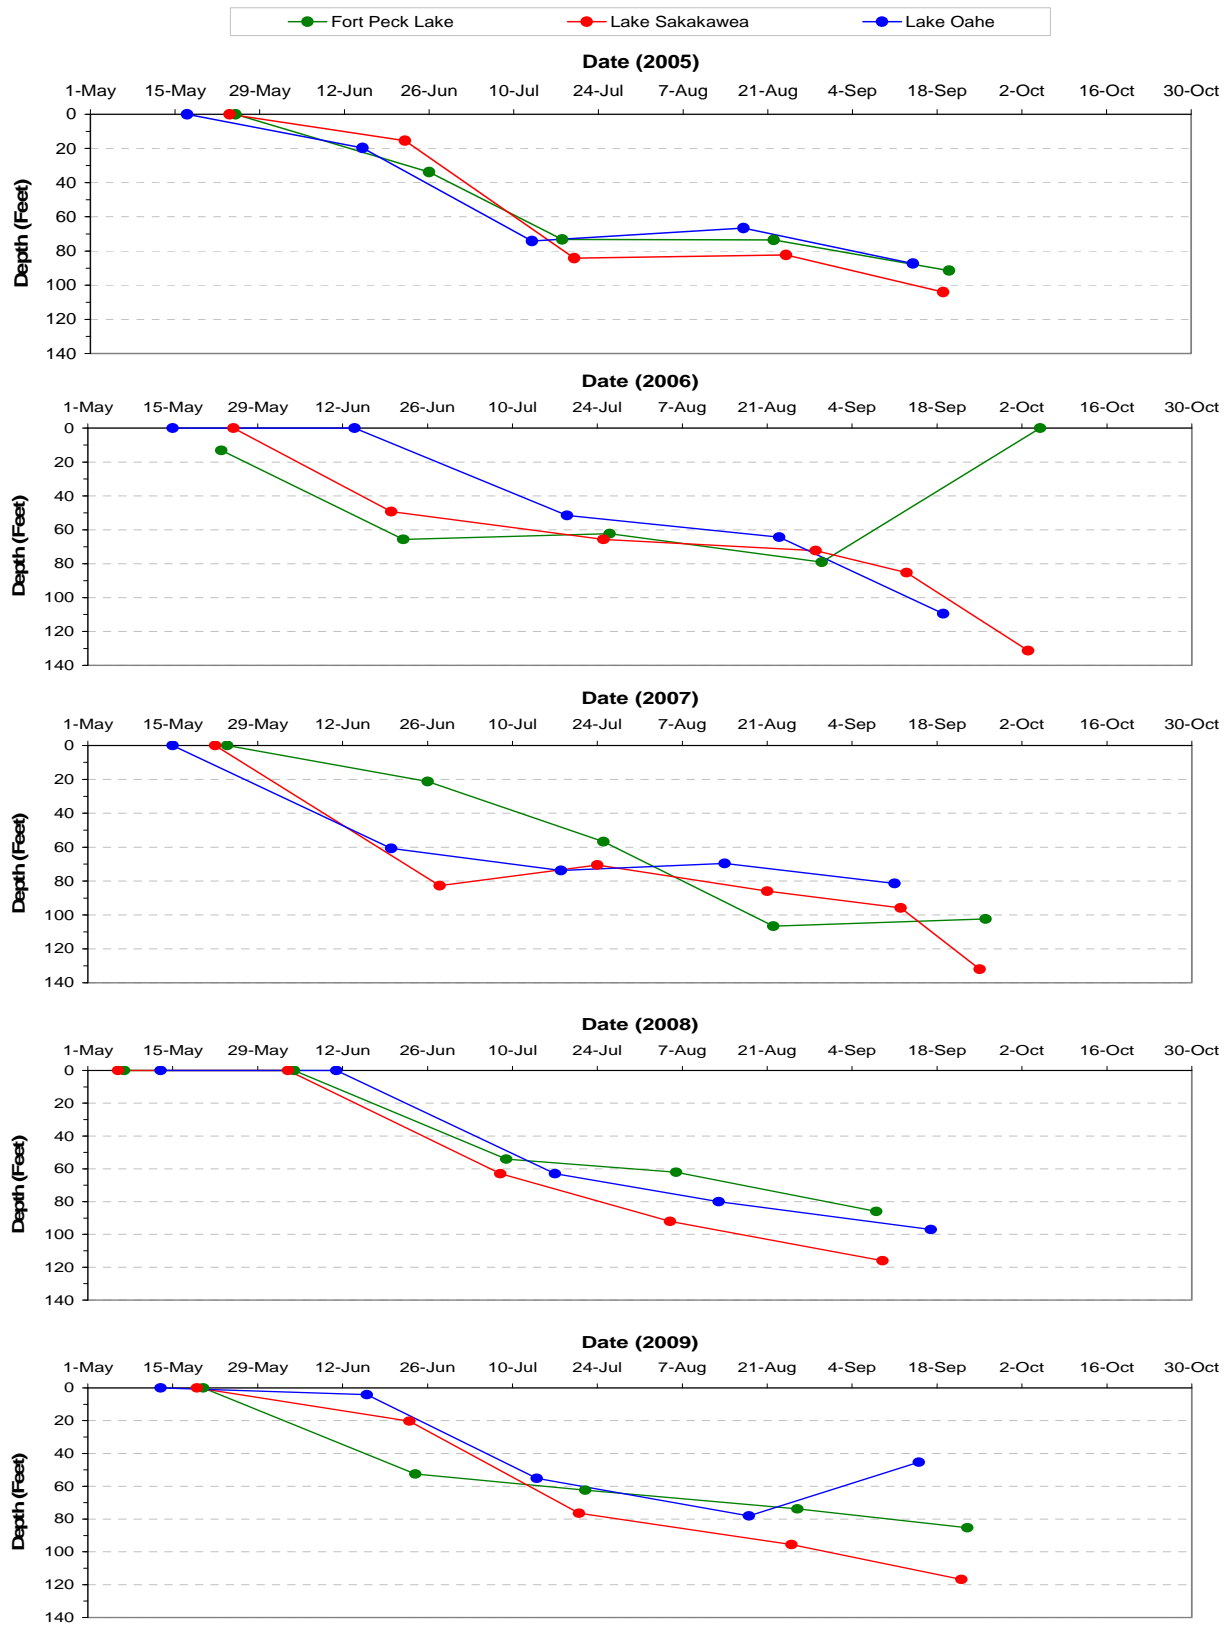 Fort Peck Lake Lake Sakakawea Lake Oahe
Date (2005)
1-May 15-May 29-May 12-Jun 26-Jun 10-Jul 24-Jul 7-Aug 21-Aug 4-Sep 18-Sep 2-Oct 16-Oct 30-Oct
Depth (Feet)
0
20
40
60
80
100
120
140
Date (2006)
1-May 15-May 29-May 12-Jun 26-Jun 10-Jul 24-Jul 7-Aug 21-Aug 4-Sep 18-Sep 2-Oct 16-Oct 30-Oct
Depth (Feet)
0
20
40
60
80
100
120
140
Date (2007)
1-May 15-May 29-May 12-Jun 26-Jun 10-Jul 24-Jul 7-Aug 21-Aug 4-Sep 18-Sep 2-Oct 16-Oct 30-Oct
Depth (Feet)
0
20
40
60
80
100
120
140
Date (2008)
1-May 15-May 29-May 12-Jun 26-Jun 10-Jul 24-Jul 7-Aug 21-Aug 4-Sep 18-Sep 2-Oct 16-Oct 30-Oct
Depth (Feet)
0
20
40
60
80
100
120
140
Date (2009)
1-May 15-May 29-May 12-Jun 26-Jun 10-Jul 24-Jul 7-Aug 21-Aug 4-Sep 18-Sep 2-Oct 16-Oct 30-Oct
Depth (Feet)
0
20
40
60
80
100
120
140